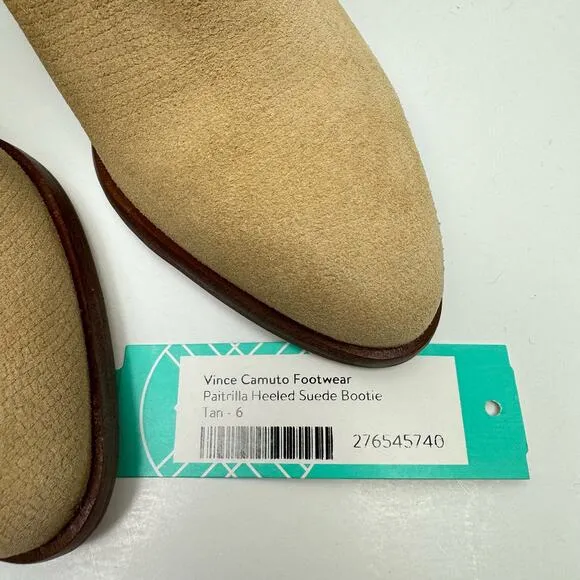 Vince Camuto Footwear
Paitrilla Heeled Suede Bootie
Tan - 6
276545740